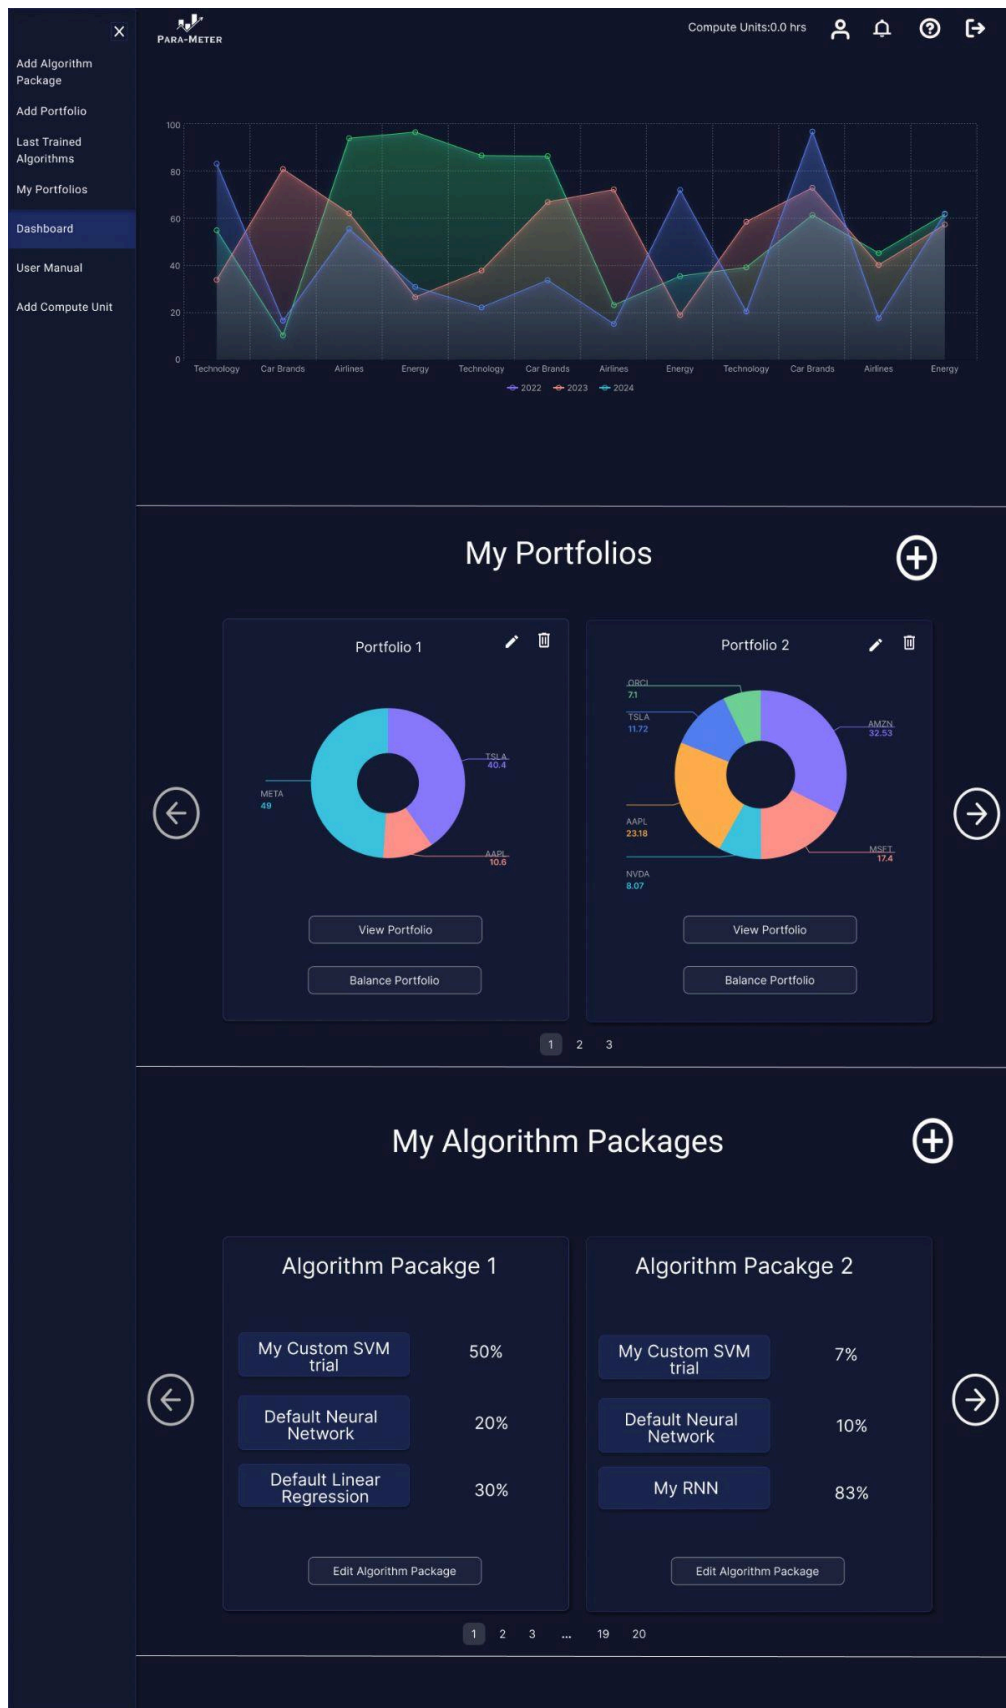 X
PARA-METER
Compute Units:0.0 hrs
Add Algorithm
Package
Add Portfolio
Last Trained
Algorithms
My Portfolios
Dashboard
User Manual
Add Compute Unit
100
80
60
40
20
0
Technology Car Brands Airlines Energy Technology Car Brands Airlines Energy Technology Car Brands Airlines Energy
2022 2023 2024
My Portfolios
Portfolio 1
TSLA
40.4
META
49
AAPL
10.6
View Portfolio
Balance Portfolio
Portfolio 2
ORCL
7.1
TSLA
11.72
AMZN
32.53
AAPL
23.18
MSFT
17.4
NVDA
8.07
View Portfolio
Balance Portfolio
1 2 3
My Algorithm Packages
Algorithm Pacakge 1
My Custom SVM
trial
50%
Default Neural
Network
20%
Default Linear
Regression
30%
Edit Algorithm Package
Algorithm Pacakge 2
My Custom SVM
trial
7%
Default Neural
Network
10%
My RNN
83%
Edit Algorithm Package
1 2 3 ... 19 20